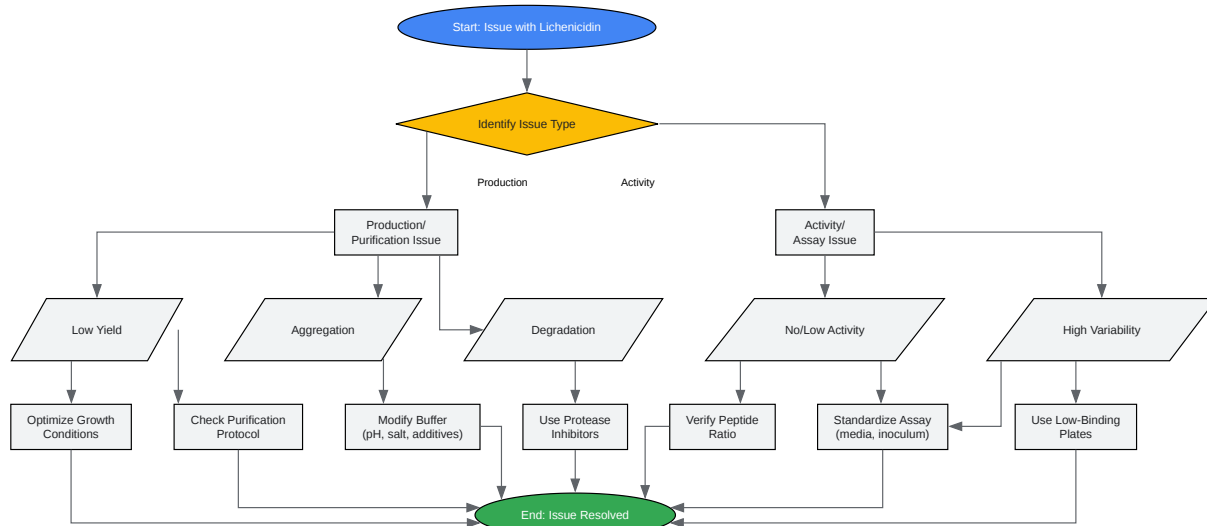 Start: Issue with Lichenicidin
Identify Issue Type
Production
Activity
Production/
Purification Issue
Activity/
Assay Issue
Low Yield
Aggregation
Degradation
No/Low Activity
High Variability
Optimize Growth
Conditions
Check Purification
Protocol
Modify Buffer
(pH, salt, additives)
Use Protease
Inhibitors
Verify Peptide
Ratio
Standardize Assay
(media, inoculum)
Use Low-Binding
Plates
End: Issue Resolved